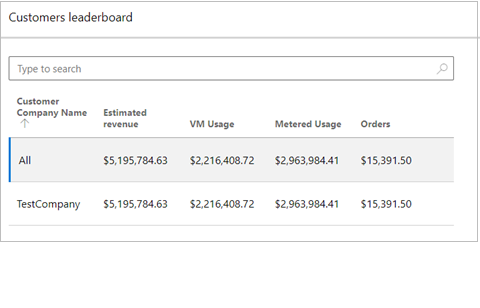 Customers leaderboard
Type to search
Customer
Company Name
Estimated
revenue
VM Usage
Metered Usage
Orders
All
$5,195,784.63
$2,216,408.72
$2,963,984.41
$15,391.50
TestCompany
$5,195,784.63
$2,216,408.72
$2,963,984.41
$15,391.50